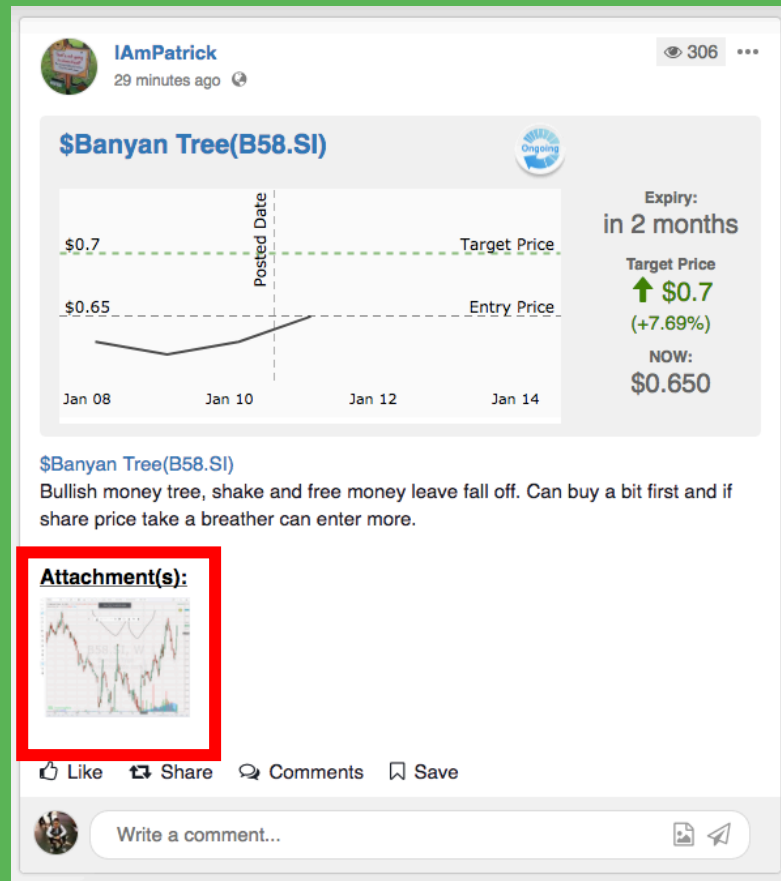 IAmPatrick
306
29 minutes ago
$Banyan Tree(B58.SI)
Ongoing
Posted Date
$0.7
Target Price
$0.65
Entry Price
Jan 08 Jan 10 Jan 12 Jan 14
Expiry:
in 2 months
Target Price
$0.7
(+7.69%)
NOW:
$0.650
$Banyan Tree(B58.SI)
Bullish money tree, shake and free money leave fall off. Can buy a bit first and if
share price take a breather can enter more.
Attachment(s):
B58.SI, W
Like Share Comments Save
Write a comment...